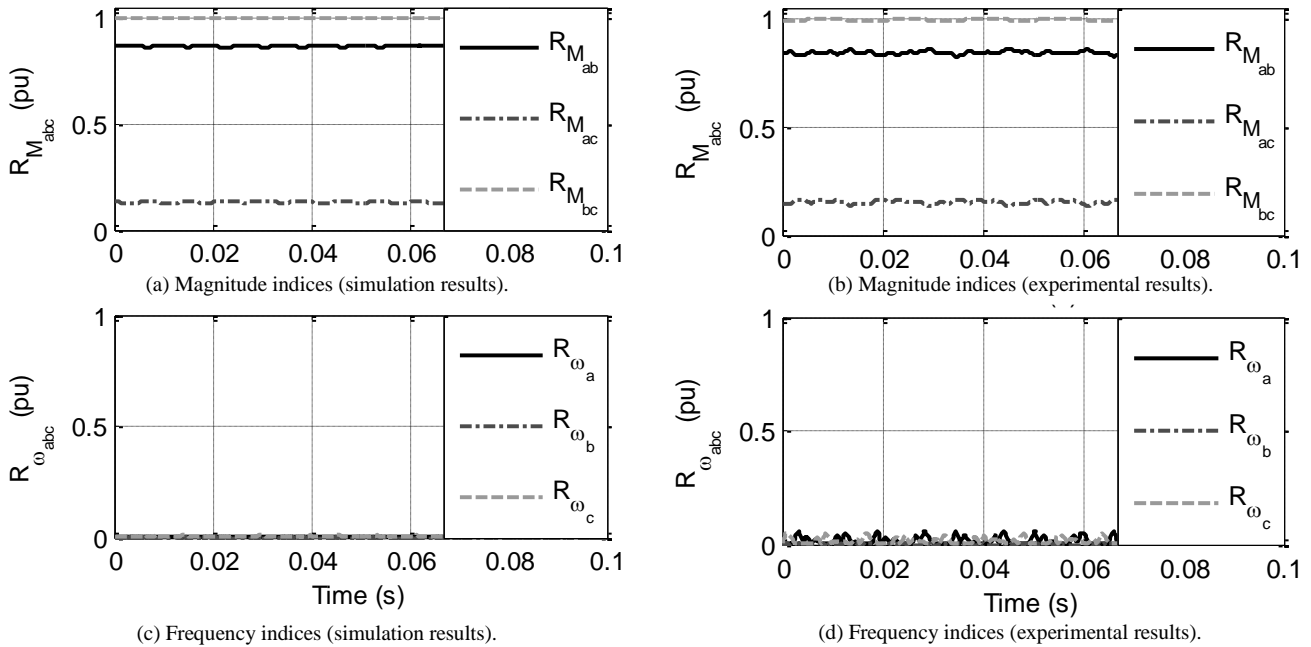 1
0.5
0
R_M_abc (pu)
R_M_ab
R_M_ac
R_M_bc
0 0.02 0.04 0.06 0.08 0.1
(a) Magnitude indices (simulation results).
1
0.5
0
R_M_abc (pu)
R_M_ab
R_M_ac
R_M_bc
0 0.02 0.04 0.06 0.08 0.1
(b) Magnitude indices (experimental results).
1
0.5
0
R_ω_abc (pu)
R_ω_a
R_ω_b
R_ω_c
0 0.02 0.04 0.06 0.08 0.1
Time (s)
(c) Frequency indices (simulation results).
1
0.5
0
R_ω_abc (pu)
R_ω_a
R_ω_b
R_ω_c
0 0.02 0.04 0.06 0.08 0.1
Time (s)
(d) Frequency indices (experimental results).